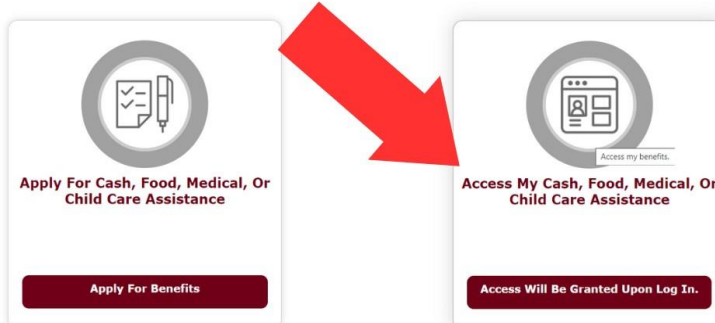 Apply For Cash, Food, Medical, Or
Child Care Assistance
Apply For Benefits
Access my benefits.
Access My Cash, Food, Medical, Or
Child Care Assistance
Access Will Be Granted Upon Log In.